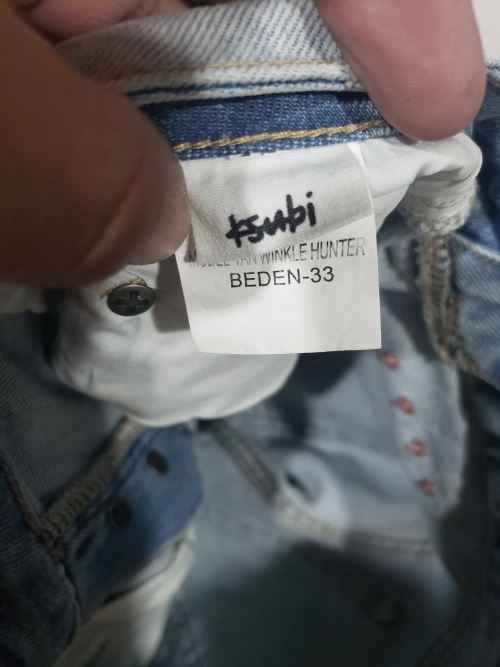 ksubi
MODEL-VAN WINKLE HUNTER
BEDEN-33